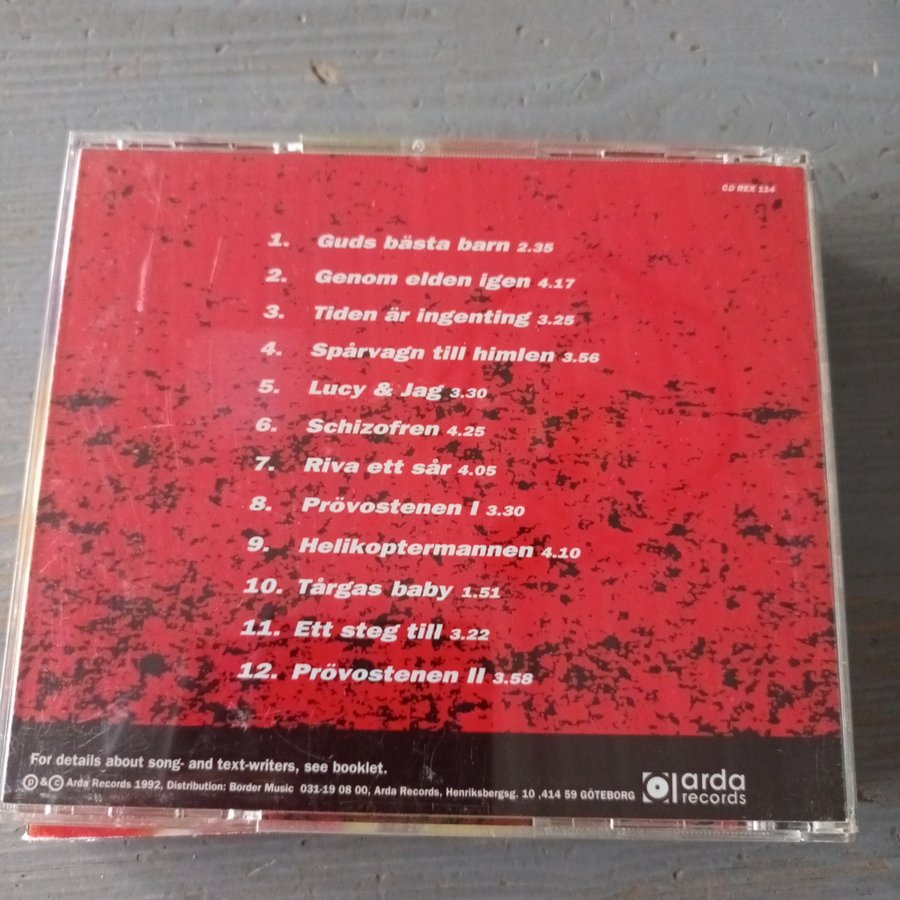 CD REX 114
1. Guds bästa barn 2.35
2. Genom elden igen 4.17
3. Tiden är ingenting 3.25
4. Spårvagn till himlen 3.56
5. Lucy & Jag 3.30
6. Schizofren 4.25
7. Riva ett sår 4.05
8. Prövostenen I 3.30
9. Helikoptermannen 4.10
10. Tårgas baby 1.51
11. Ett steg till 3.22
12. Prövostenen II 3.58
For details about song- and text-writers, see booklet.
Ⓟ & Ⓒ Arda Records 1992, Distribution: Border Music 031-19 08 00, Arda Records, Henriksbergsg. 10 .414 59 GÖTEBORG
arda
records